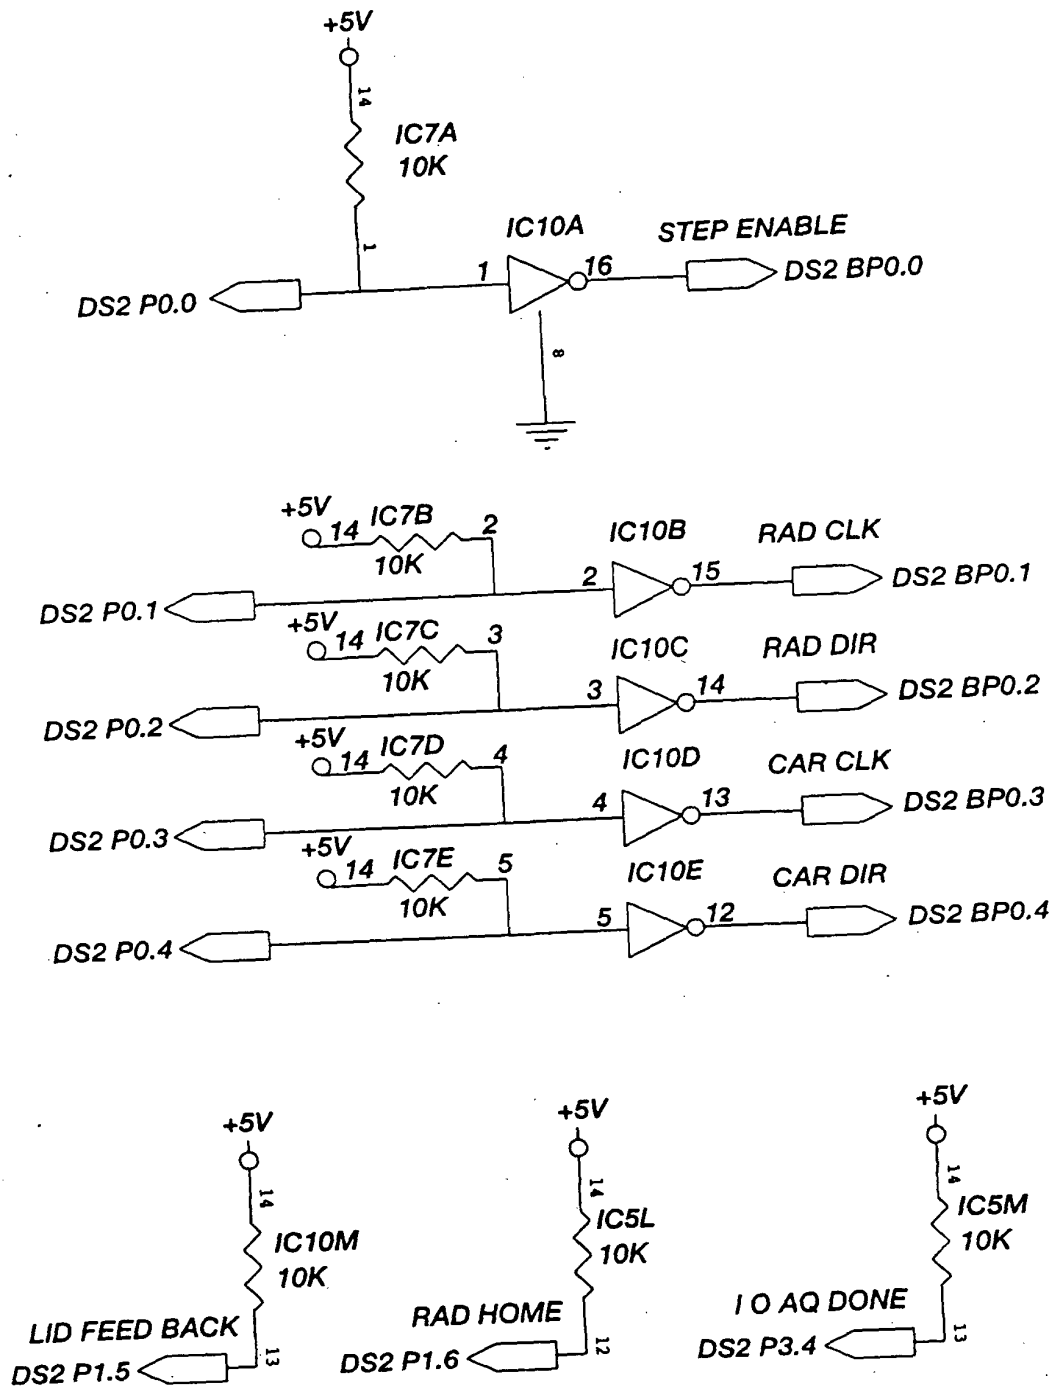 +5V
14
IC7A
10K
1
IC10A
STEP ENABLE
DS2 P0.0
1
16
DS2 BP0.0
8
+5V
14
IC7B
10K
2
IC10B
RAD CLK
DS2 P0.1
2
15
DS2 BP0.1
+5V
14
IC7C
10K
3
IC10C
RAD DIR
DS2 P0.2
3
14
DS2 BP0.2
+5V
14
IC7D
10K
4
IC10D
CAR CLK
DS2 P0.3
4
13
DS2 BP0.3
+5V
14
IC7E
10K
5
IC10E
CAR DIR
DS2 P0.4
5
12
DS2 BP0.4
+5V
14
IC10M
10K
LID FEED BACK
DS2 P1.5
13
+5V
14
IC5L
10K
RAD HOME
DS2 P1.6
12
+5V
14
IC5M
10K
I O AQ DONE
DS2 P3.4
13